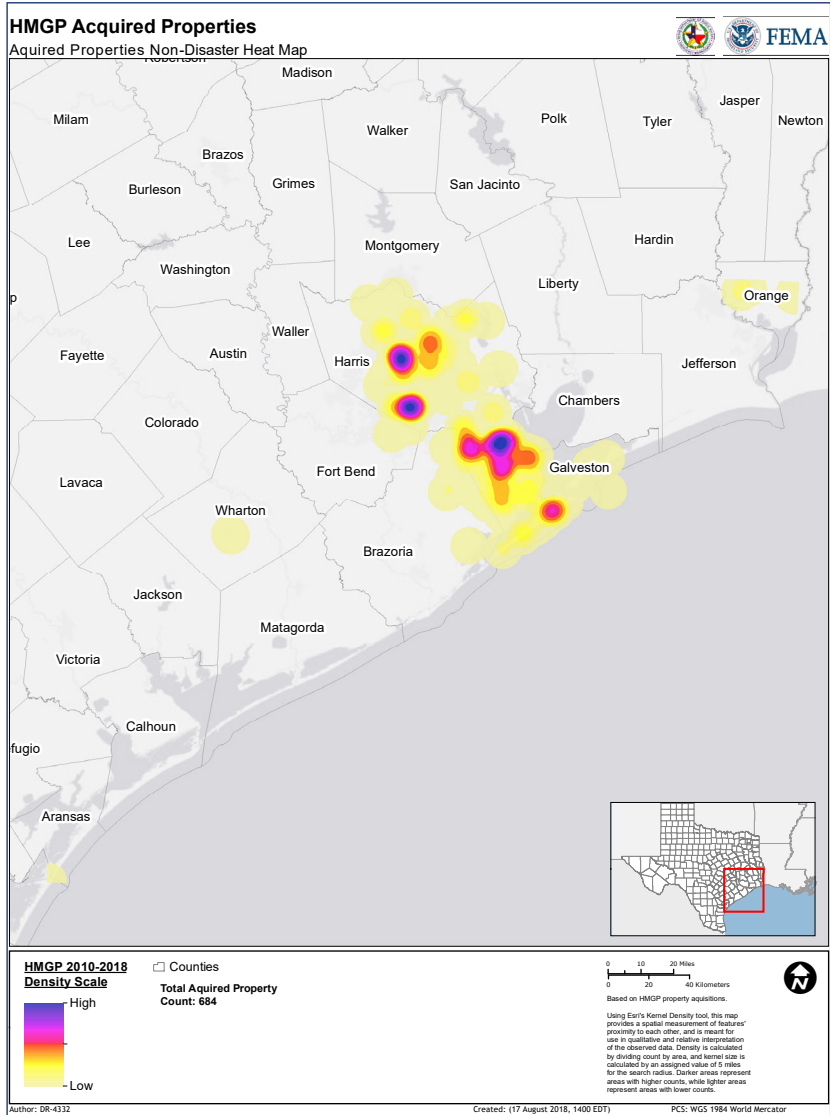 HMGP Acquired Properties
Aquired Properties Non-Disaster Heat Map
FEMA
Robertson
Madison
Jasper
Milam
Polk
Tyler
Newton
Walker
Brazos
Grimes
San Jacinto
Burleson
Lee
Montgomery
Hardin
Washington
Liberty
p
Orange
Waller
Fayette
Austin
Harris
Jefferson
Chambers
Colorado
Fort Bend
Galveston
Lavaca
Wharton
Brazoria
Jackson
Matagorda
Victoria
Calhoun
efugio
Aransas
HMGP 2010-2018
Density Scale
High
Low
Counties
Total Aquired Property
Count: 684
0 10 20 Miles
0 20 40 Kilometers
Based on HMGP property aquisitions.
Using Esri's Kernel Density tool, this map
provides a spatial measurement of features'
proximity to each other, and is meant for
use in qualitative and relative interpretation
of the observed data. Density is calculated
by dividing count by area, and kernel size is
calculated by an assigned value of 5 miles
for the search radius. Darker areas represent
areas with higher counts, while lighter areas
represent areas with lower counts.
N
Author: DR-4332
Created: (17 August 2018, 1400 EDT)
PCS: WGS 1984 World Mercator